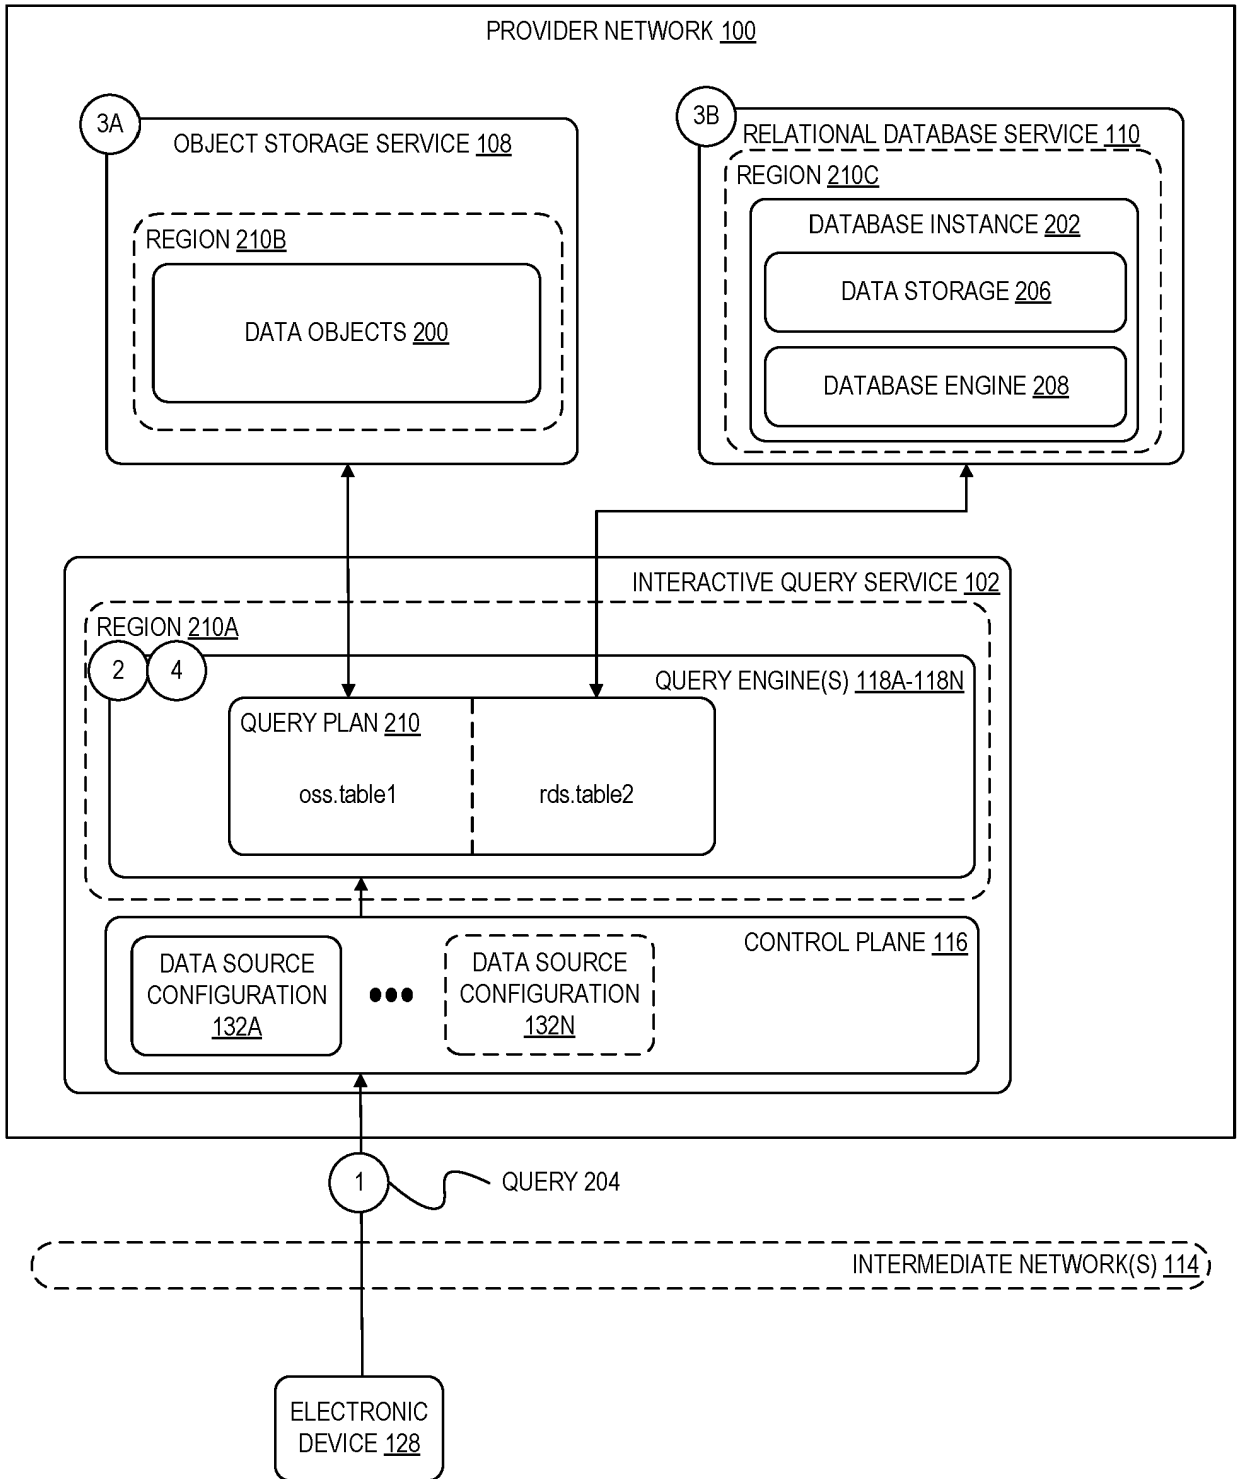 PROVIDER NETWORK 100
3A
OBJECT STORAGE SERVICE 108
REGION 210B
DATA OBJECTS 200
3B
RELATIONAL DATABASE SERVICE 110
REGION 210C
DATABASE INSTANCE 202
DATA STORAGE 206
DATABASE ENGINE 208
INTERACTIVE QUERY SERVICE 102
REGION 210A
2
4
QUERY ENGINE(S) 118A-118N
QUERY PLAN 210
oss.table1
rds.table2
CONTROL PLANE 116
DATA SOURCE
CONFIGURATION
132A
DATA SOURCE
CONFIGURATION
132N
1
QUERY 204
INTERMEDIATE NETWORK(S) 114
ELECTRONIC
DEVICE 128